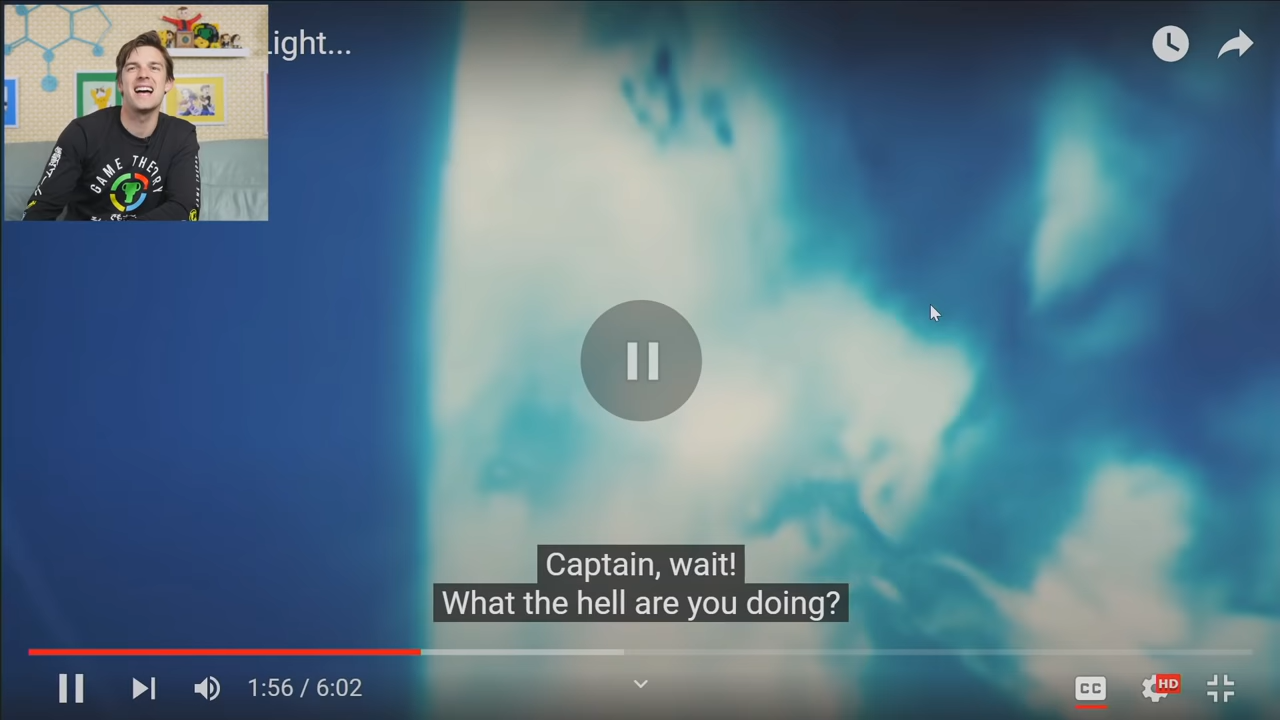 Light...
GAME THEORY
Captain, wait!
What the hell are you doing?
1:56 / 6:02
CC
HD